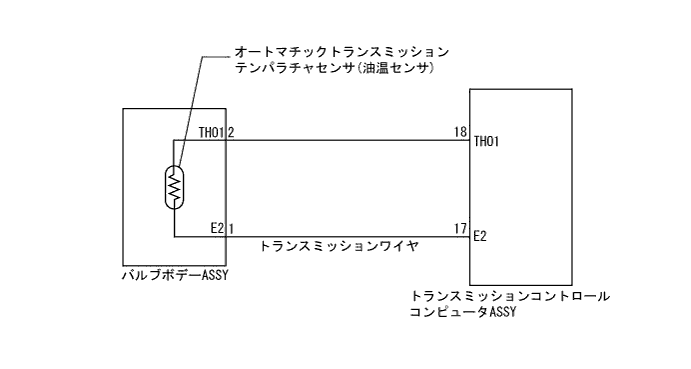 オートマチックトランスミッション
テンパラチャセンサ(油温センサ)
TH01 2
18
TH01
E2 1
17
E2
トランスミッションワイヤ
バルブボデーASSY
トランスミッションコントロール
コンピュータASSY